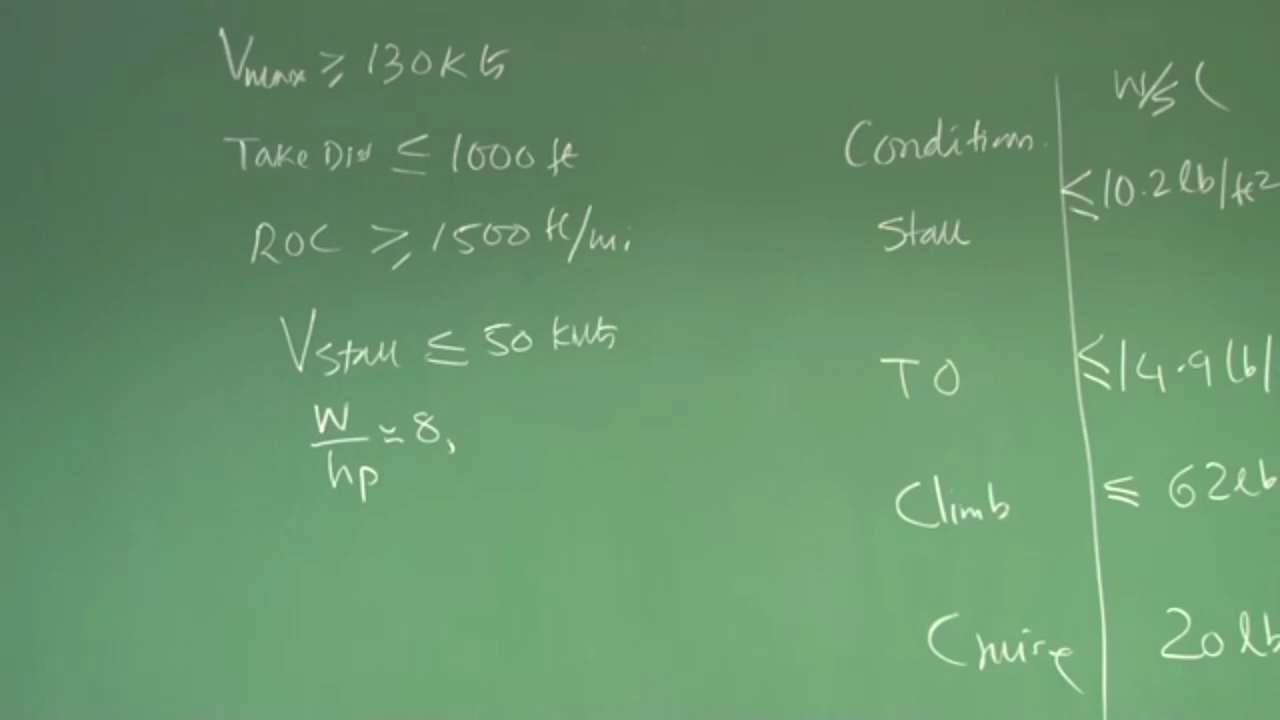 Vmax ≥ 130 kts
Take Dist ≤ 1000 ft
ROC ≥ 1500 ft/mi
Vstall ≤ 50 knts
W/hp ≃ 8,
W/S (
Condition
≤ 10.2 lb/ft²
Stall
TO ≤ 14.9 lb/
Climb ≤ 62 lb
Cruise 20 lb